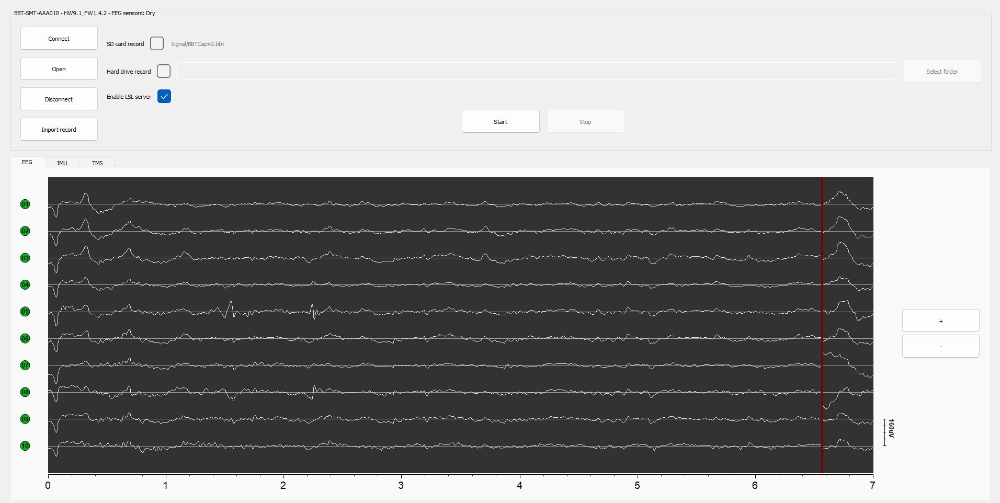 BBT-SMT-AAA010 - HW9.1_FW1.4.2 - EEG sensors: Dry
Connect
SD card record
Signal/BBTCapV9.bbt
Open
Hard drive record
Select folder
Disconnect
Enable LSL server
Start
Stop
Import record
EEG
IMU
TMS
01
02
03
04
05
06
07
08
09
10
+
-
160uV
0 1 2 3 4 5 6 7